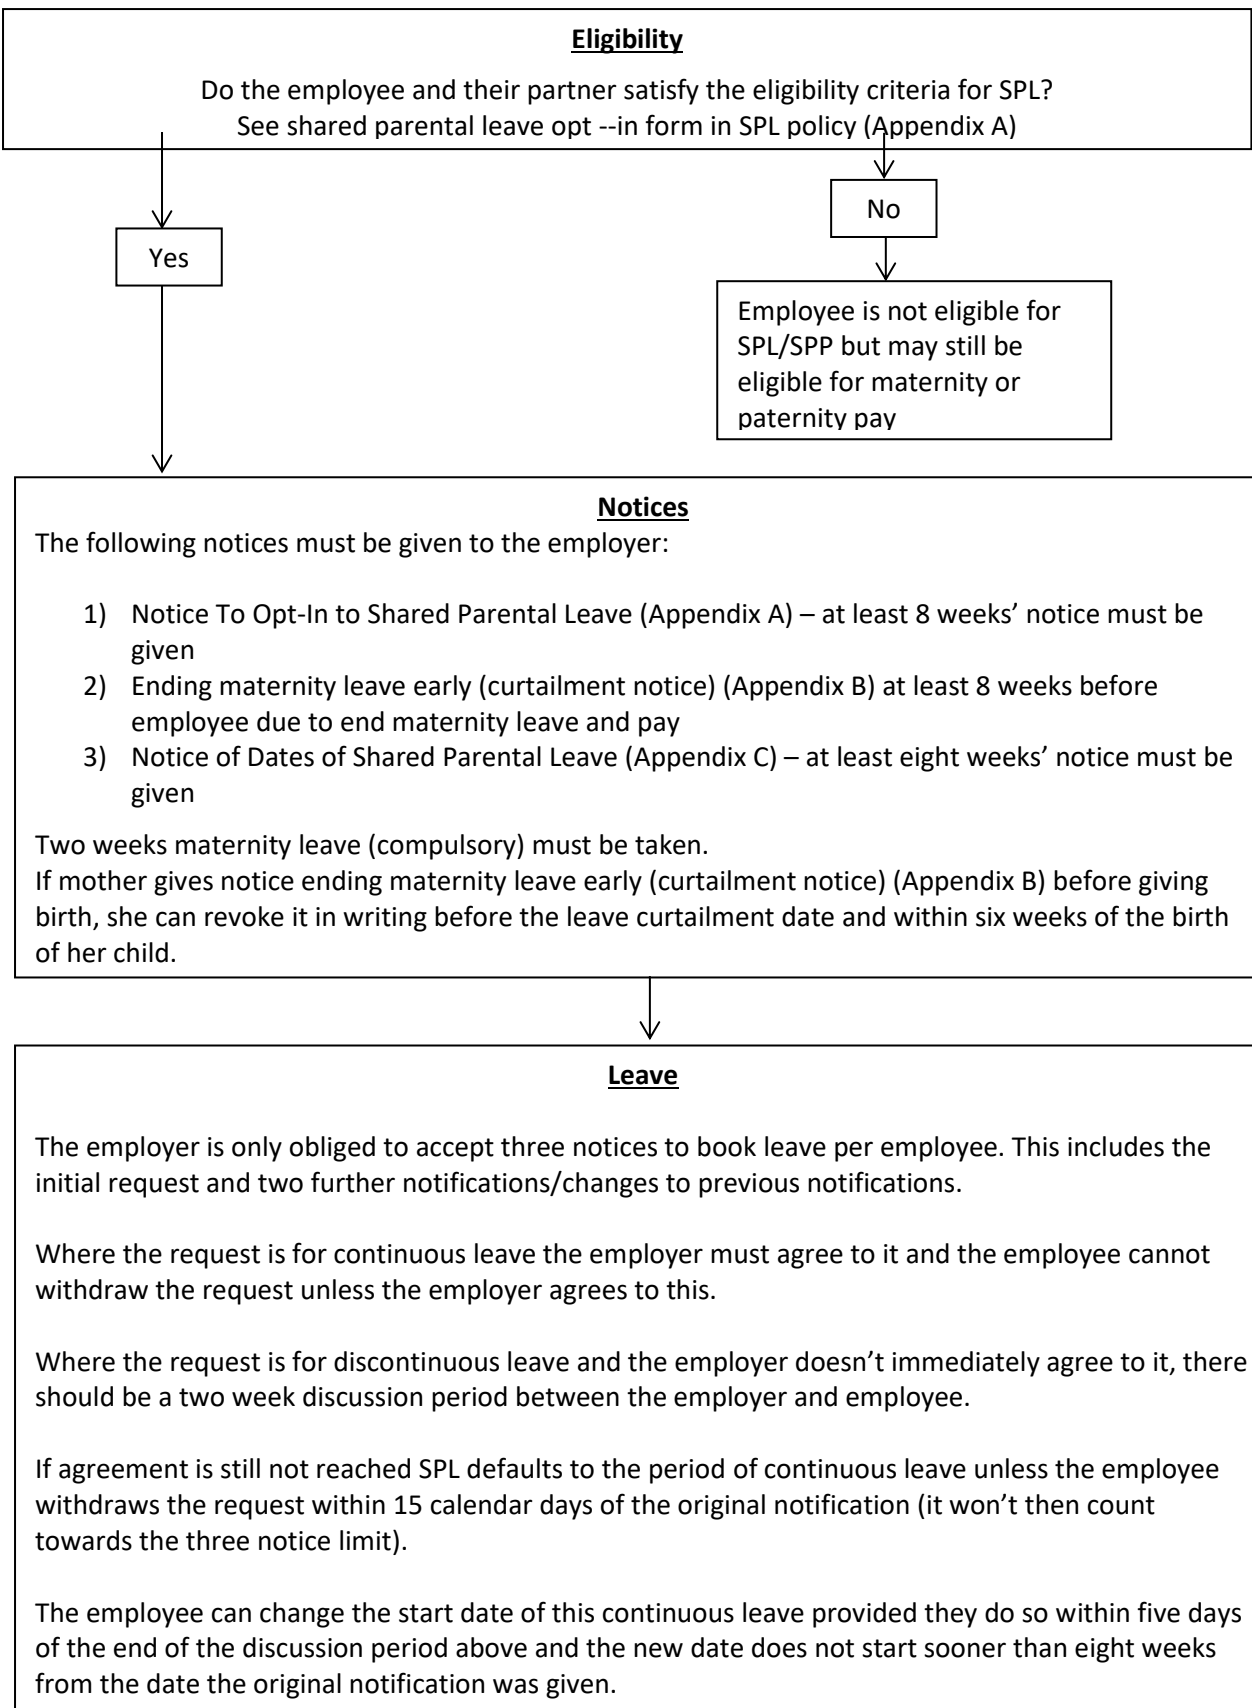 Eligibility
Do the employee and their partner satisfy the eligibility criteria for SPL?
See shared parental leave opt --in form in SPL policy (Appendix A)
Yes
No
Employee is not eligible for
SPL/SPP but may still be
eligible for maternity or
paternity pay
Notices
The following notices must be given to the employer:
1) Notice To Opt-In to Shared Parental Leave (Appendix A) – at least 8 weeks’ notice must be
given
2) Ending maternity leave early (curtailment notice) (Appendix B) at least 8 weeks before
employee due to end maternity leave and pay
3) Notice of Dates of Shared Parental Leave (Appendix C) – at least eight weeks’ notice must be
given
Two weeks maternity leave (compulsory) must be taken.
If mother gives notice ending maternity leave early (curtailment notice) (Appendix B) before giving
birth, she can revoke it in writing before the leave curtailment date and within six weeks of the birth
of her child.
Leave
The employer is only obliged to accept three notices to book leave per employee. This includes the
initial request and two further notifications/changes to previous notifications.
Where the request is for continuous leave the employer must agree to it and the employee cannot
withdraw the request unless the employer agrees to this.
Where the request is for discontinuous leave and the employer doesn’t immediately agree to it, there
should be a two week discussion period between the employer and employee.
If agreement is still not reached SPL defaults to the period of continuous leave unless the employee
withdraws the request within 15 calendar days of the original notification (it won’t then count
towards the three notice limit).
The employee can change the start date of this continuous leave provided they do so within five days
of the end of the discussion period above and the new date does not start sooner than eight weeks
from the date the original notification was given.